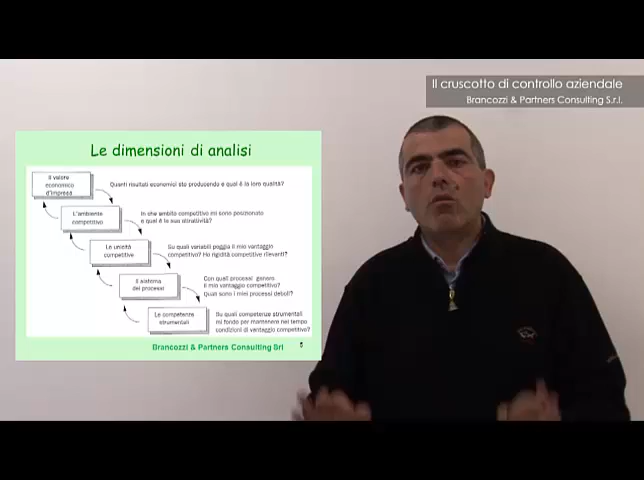 Il cruscotto di controllo aziendale
Brancozzi & Partners Consulting S.r.l.
Le dimensioni di analisi
Il valore
economico
d'impresa
Quanti risultati economici sto producendo e qual è la loro qualità?
L'ambiente
competitivo
In che ambito competitivo mi sono posizionato
e qual è la sua attrattività?
Le unicità
competitive
Su quali variabili poggia il mio vantaggio
competitivo? Ho rigidità competitive rilevanti?
Il sistema
dei processi
Con quali processi genero
il mio vantaggio competitivo?
Quali sono i miei processi deboli?
Le competenze
strumentali
Su quali competenze strumentali
mi fondo per mantenere nel tempo
condizioni di vantaggio competitivo?
Brancozzi & Partners Consulting Srl